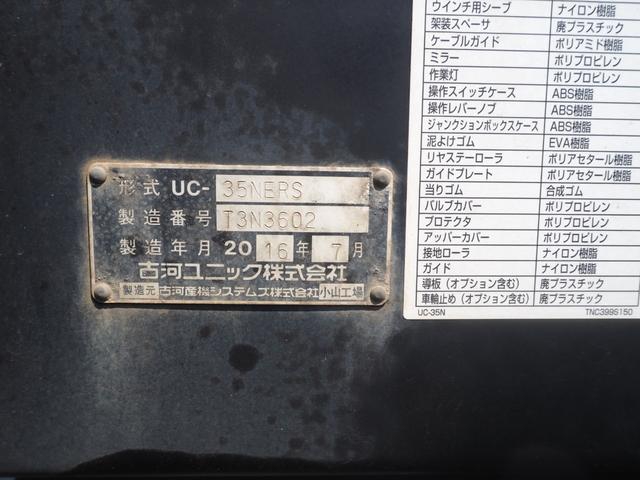 形式 UC- 35NERS
製造番号 T3N3602
製造年月 20 16 年 7 月
古河ユニック株式会社
製造元 古河産機システムズ株式会社 小山工場
ウインチ用シーブ ナイロン樹脂
架装スペーサ 廃プラスチック
ケーブルガイド ポリアミド樹脂
ミラー ポリプロピレン
作業灯 ポリプロピレン
操作スイッチケース ABS樹脂
操作レバーノブ ABS樹脂
ジャンクションボックスケース ABS樹脂
泥よけゴム EVA樹脂
リヤステーローラ ポリアセタール樹脂
ガイドプレート ポリアセタール樹脂
当りゴム 合成ゴム
バルブカバー ポリプロピレン
プロテクタ ポリプロピレン
アッパーカバー ポリプロピレン
接地ローラ ナイロン樹脂
ガイド ナイロン樹脂
導板（オプション含む） 廃プラスチック
車輪止め（オプション含む） 廃プラスチック
UC-35N TNC399S150